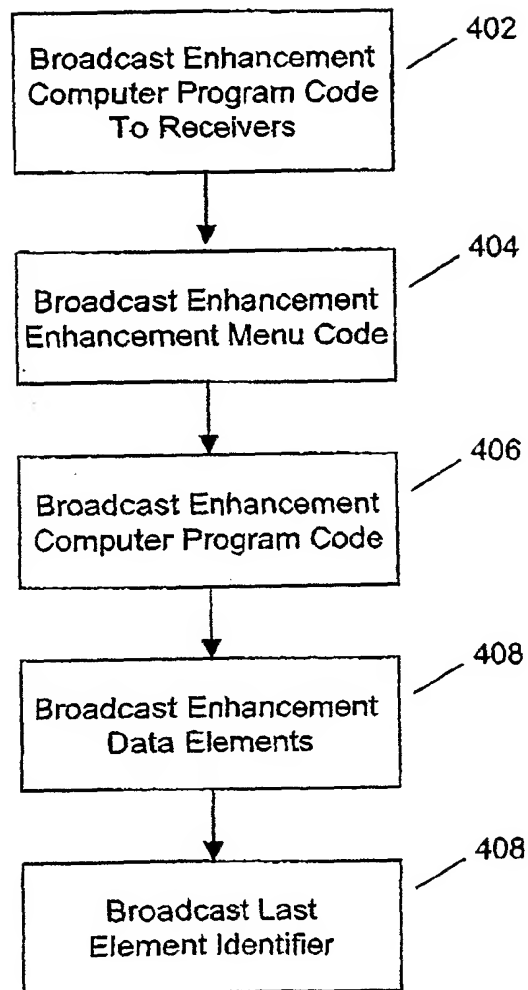 402
Broadcast Enhancement
Computer Program Code
To Receivers
404
Broadcast Enhancement
Enhancement Menu Code
406
Broadcast Enhancement
Computer Program Code
408
Broadcast Enhancement
Data Elements
408
Broadcast Last
Element Identifier